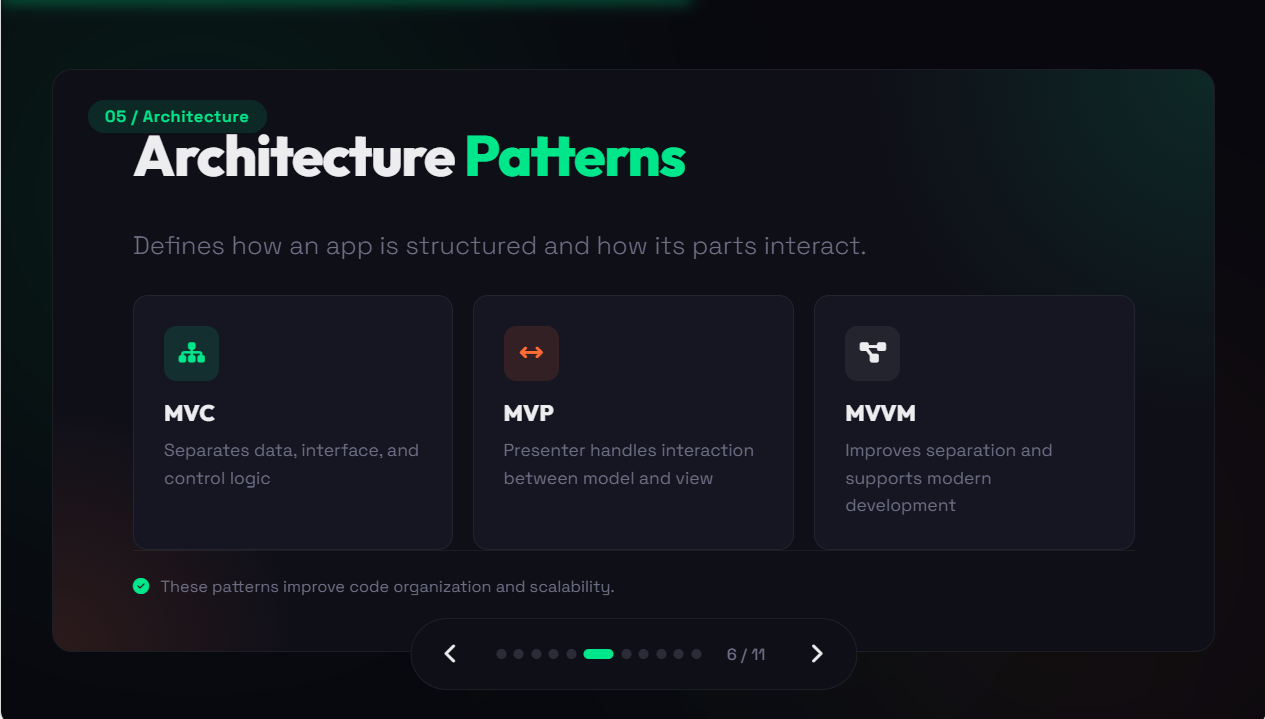 05 / Architecture
Architecture Patterns
Defines how an app is structured and how its parts interact.
MVC
Separates data, interface, and
control logic
MVP
Presenter handles interaction
between model and view
MVVM
Improves separation and
supports modern
development
These patterns improve code organization and scalability.
6 / 11